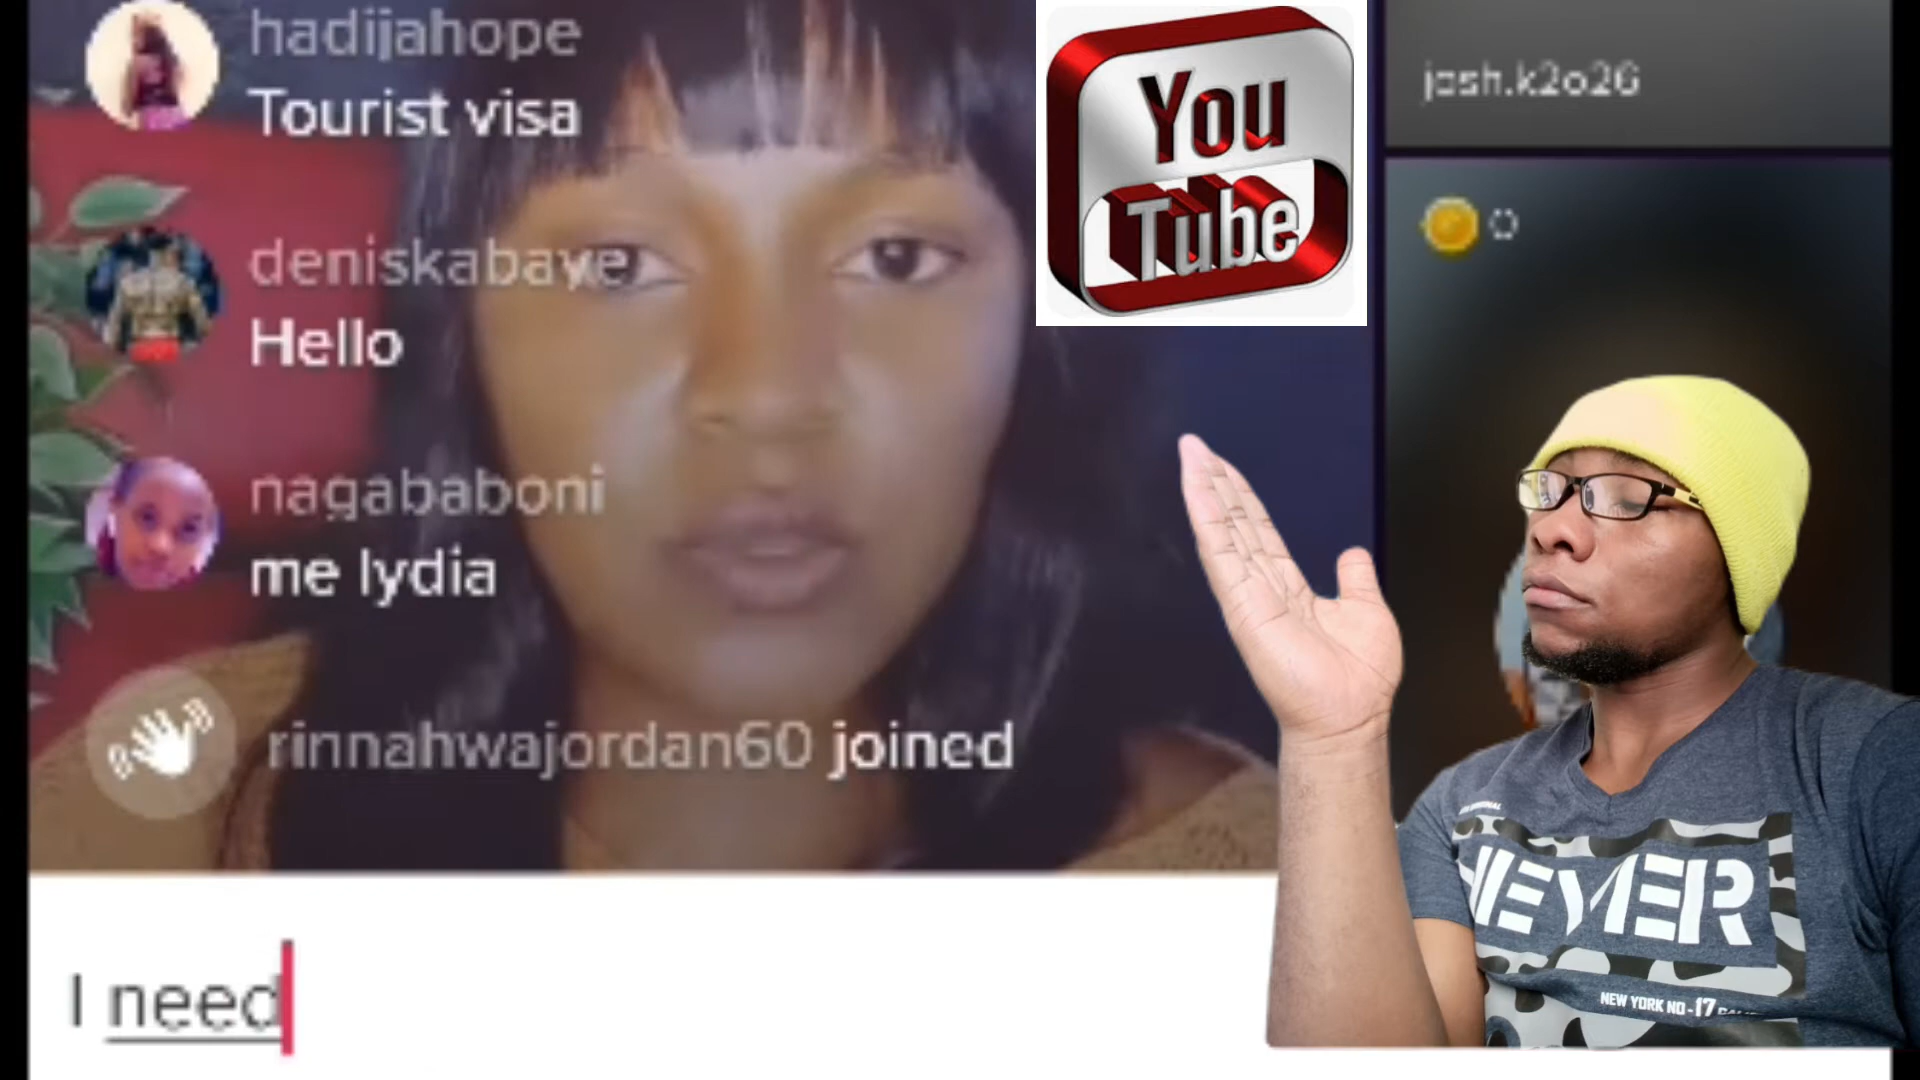 hadijahope
Tourist visa
deniskabaye
Hello
nagababoni
me lydia
rinnahwajordan60 joined
I need
You
Tube
josh.k2o26
0
NEVER
NEW YORK NO-17